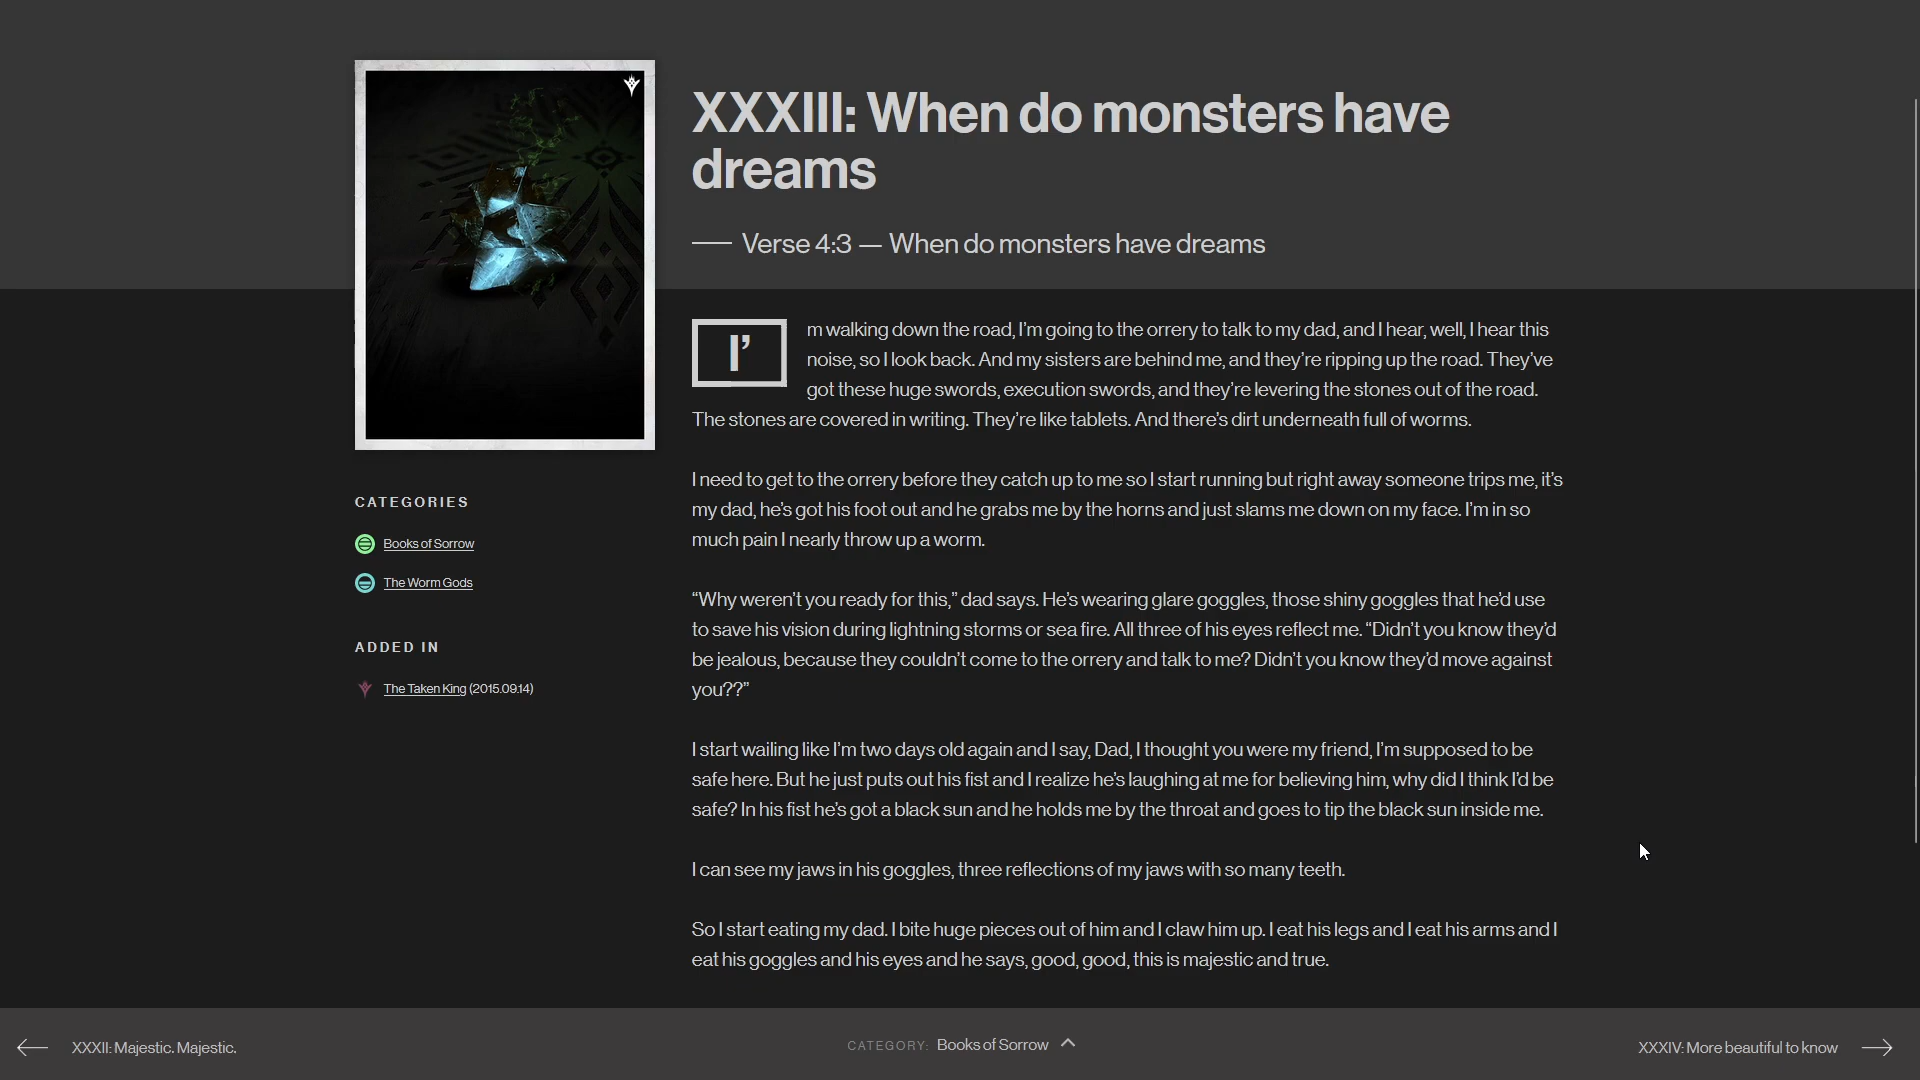 XXXIII: When do monsters have
dreams
Verse 4:3 — When do monsters have dreams
I’m walking down the road, I’m going to the orrery to talk to my dad, and I hear, well, I hear this
noise, so I look back. And my sisters are behind me, and they’re ripping up the road. They’ve
got these huge swords, execution swords, and they’re levering the stones out of the road.
The stones are covered in writing. They’re like tablets. And there’s dirt underneath full of worms.
I need to get to the orrery before they catch up to me so I start running but right away someone trips me, it’s
my dad, he’s got his foot out and he grabs me by the horns and just slams me down on my face. I’m in so
much pain I nearly throw up a worm.
“Why weren’t you ready for this,” dad says. He’s wearing glare goggles, those shiny goggles that he’d use
to save his vision during lightning storms or sea fire. All three of his eyes reflect me. “Didn’t you know they’d
be jealous, because they couldn’t come to the orrery and talk to me? Didn’t you know they’d move against
you??”
I start wailing like I’m two days old again and I say, Dad, I thought you were my friend, I’m supposed to be
safe here. But he just puts out his fist and I realize he’s laughing at me for believing him, why did I think I’d be
safe? In his fist he’s got a black sun and he holds me by the throat and goes to tip the black sun inside me.
I can see my jaws in his goggles, three reflections of my jaws with so many teeth.
So I start eating my dad. I bite huge pieces out of him and I claw him up. I eat his legs and I eat his arms and I
eat his goggles and his eyes and he says, good, good, this is majestic and true.
CATEGORIES
Books of Sorrow
The Worm Gods
ADDED IN
The Taken King (2015.09.14)
XXXII: Majestic. Majestic.
CATEGORY: Books of Sorrow
XXXIV: More beautiful to know